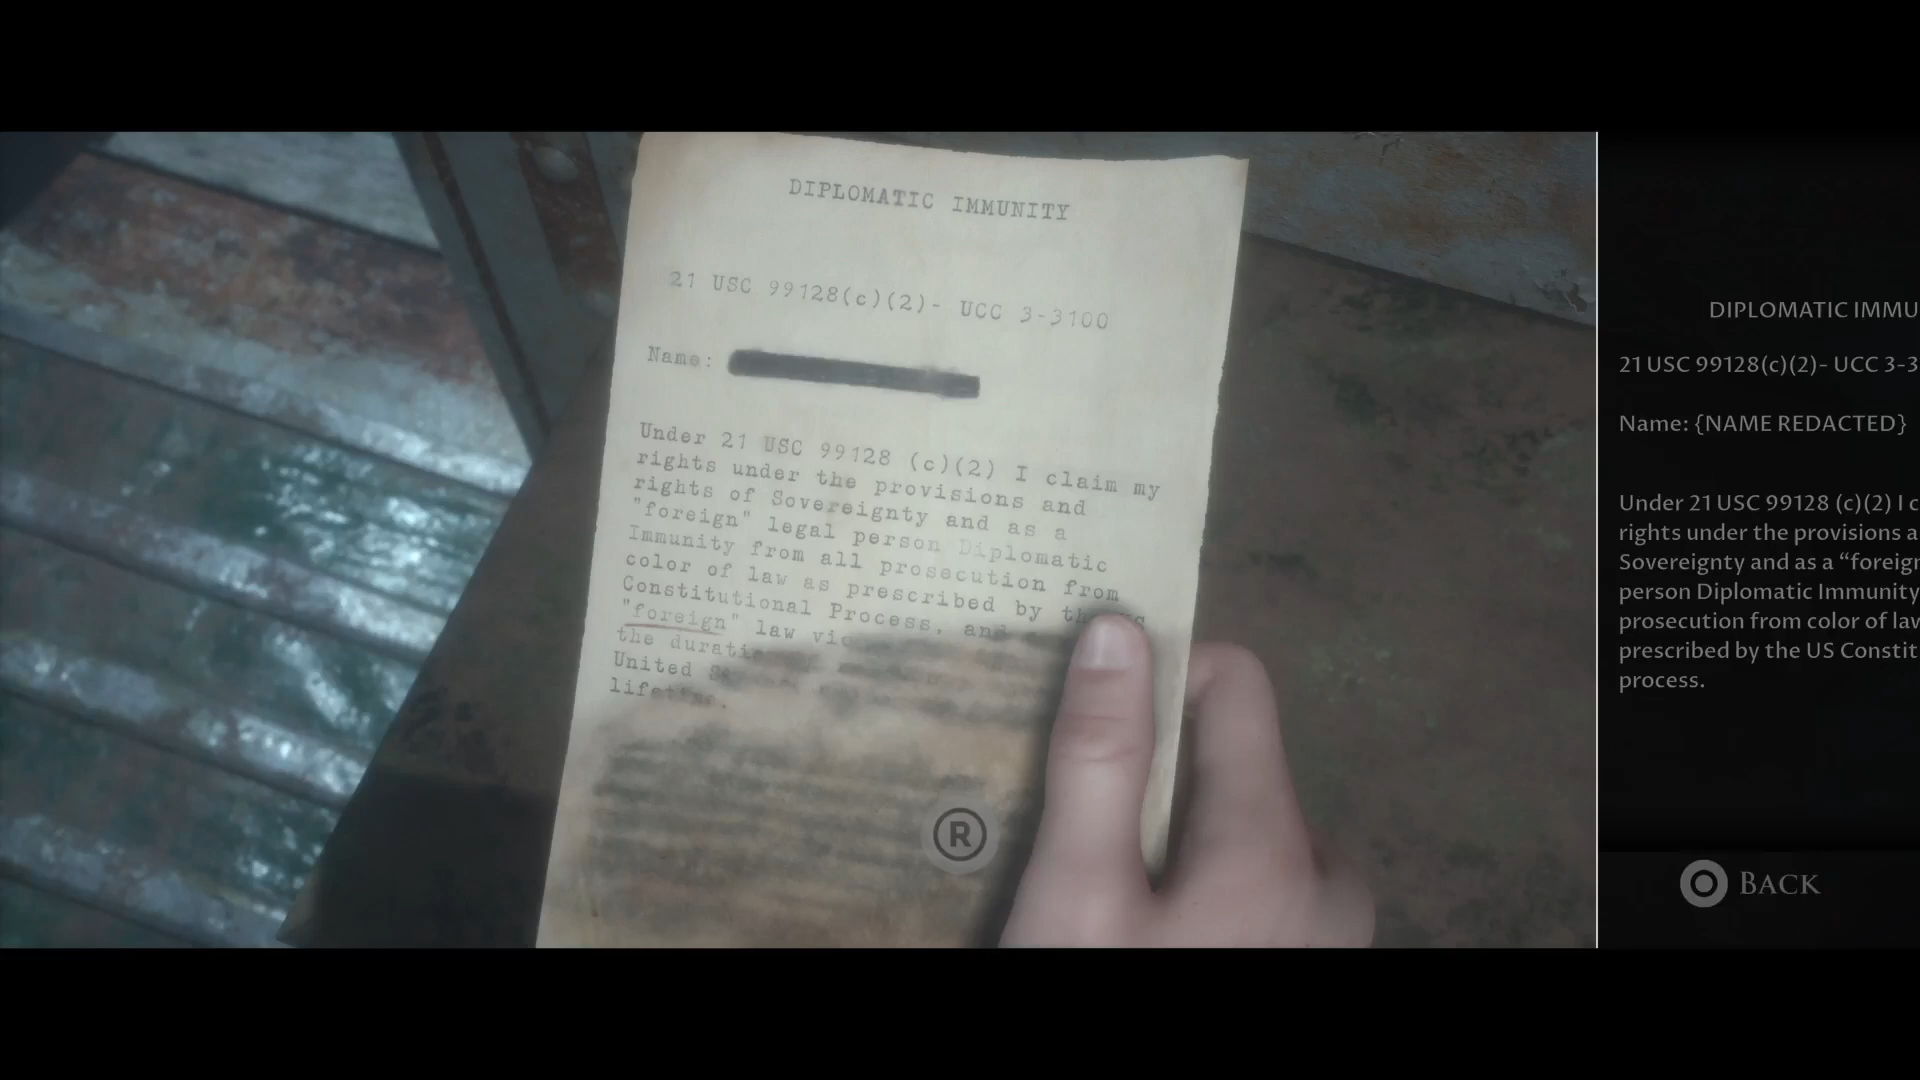 DIPLOMATIC IMMUNITY
21 USC 99128(c)(2)- UCC 3-3100
Name:
Under 21 USC 99128 (c)(2) I claim my
rights under the provisions and
rights of Sovereignty and as a
"foreign" legal person Diplomatic
Immunity from all prosecution from
color of law as prescribed by
Constitutional Process, and
"foreign" law
the
United
R
DIPLOMATIC IMMU
21 USC 99128(c)(2)- UCC 3-3
Name: {NAME REDACTED}
Under 21 USC 99128 (c)(2) I c
rights under the provisions a
Sovereignty and as a “foreign
person Diplomatic Immunity
prosecution from color of law
prescribed by the US Constit
process.
BACK